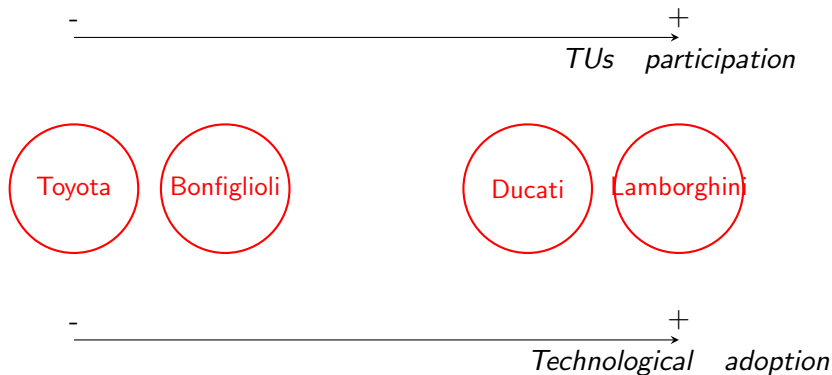 - +
TUs participation
Toyota Bonfiglioli Ducati Lamborghini
- +
Technological adoption